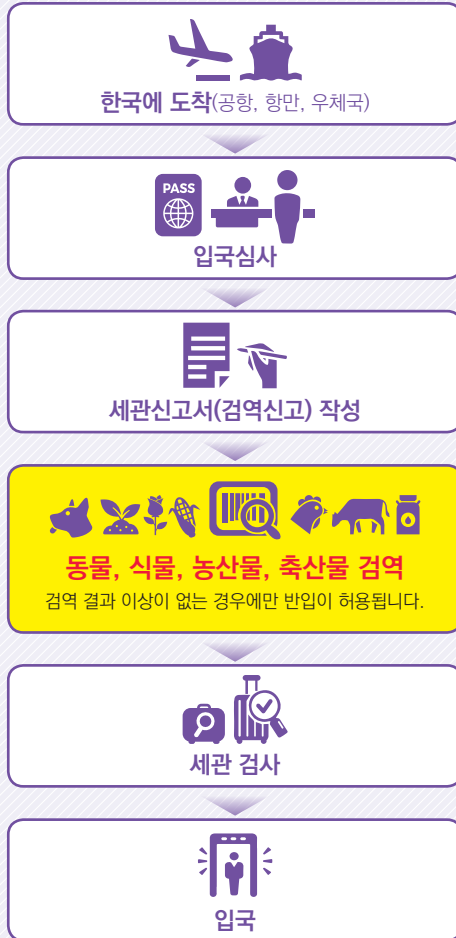 한국에 도착(공항, 항만, 우체국)
PASS
입국심사
세관신고서(검역신고) 작성
동물, 식물, 농산물, 축산물 검역
검역 결과 이상이 없는 경우에만 반입이 허용됩니다.
세관 검사
입국